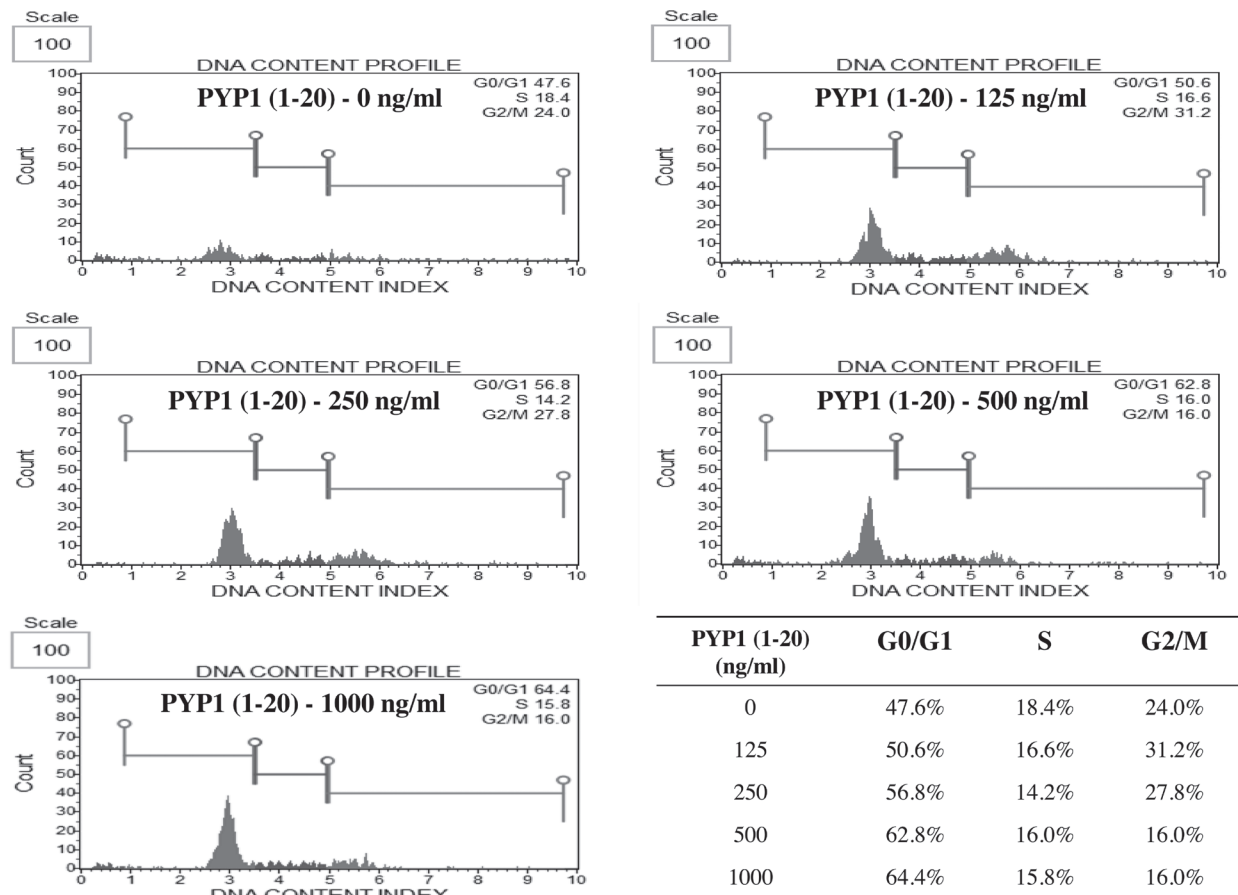 Scale
100
DNA CONTENT PROFILE
PYP1 (1-20) - 0 ng/ml
G0/G1 47.6
S 18.4
G2/M 24.0
Count
100
90
80
70
60
50
40
30
20
10
0
0 1 2 3 4 5 6 7 8 9 10
DNA CONTENT INDEX
Scale
100
DNA CONTENT PROFILE
PYP1 (1-20) - 125 ng/ml
G0/G1 50.6
S 16.6
G2/M 31.2
Count
100
90
80
70
60
50
40
30
20
10
0
0 1 2 3 4 5 6 7 8 9 10
DNA CONTENT INDEX
Scale
100
DNA CONTENT PROFILE
PYP1 (1-20) - 250 ng/ml
G0/G1 56.8
S 14.2
G2/M 27.8
Count
100
90
80
70
60
50
40
30
20
10
0
0 1 2 3 4 5 6 7 8 9 10
DNA CONTENT INDEX
Scale
100
DNA CONTENT PROFILE
PYP1 (1-20) - 500 ng/ml
G0/G1 62.8
S 16.0
G2/M 16.0
Count
100
90
80
70
60
50
40
30
20
10
0
0 1 2 3 4 5 6 7 8 9 10
DNA CONTENT INDEX
Scale
100
DNA CONTENT PROFILE
PYP1 (1-20) - 1000 ng/ml
G0/G1 64.4
S 15.8
G2/M 16.0
Count
100
90
80
70
60
50
40
30
20
10
0
0 1 2 3 4 5 6 7 8 9 10
DNA CONTENT INDEX
PYP1 (1-20) G0/G1 S G2/M
(ng/ml)
0 47.6% 18.4% 24.0%
125 50.6% 16.6% 31.2%
250 56.8% 14.2% 27.8%
500 62.8% 16.0% 16.0%
1000 64.4% 15.8% 16.0%